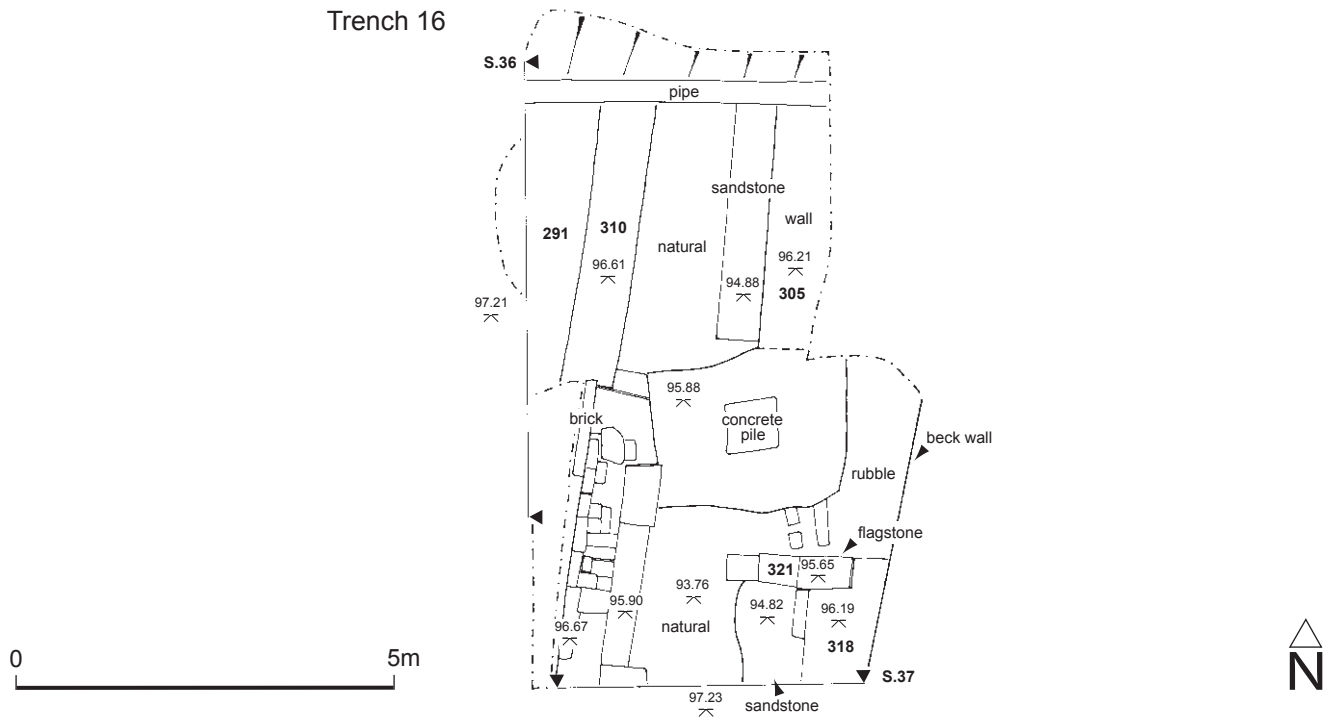 Trench 16
S.36
pipe
sandstone
wall
291
310
natural
96.21
96.61
94.88
305
97.21
95.88
brick
concrete
pile
beck wall
rubble
flagstone
321
95.65
93.76
95.90
94.82
96.19
96.67
natural
318
0
5m
S.37
N
97.23
sandstone